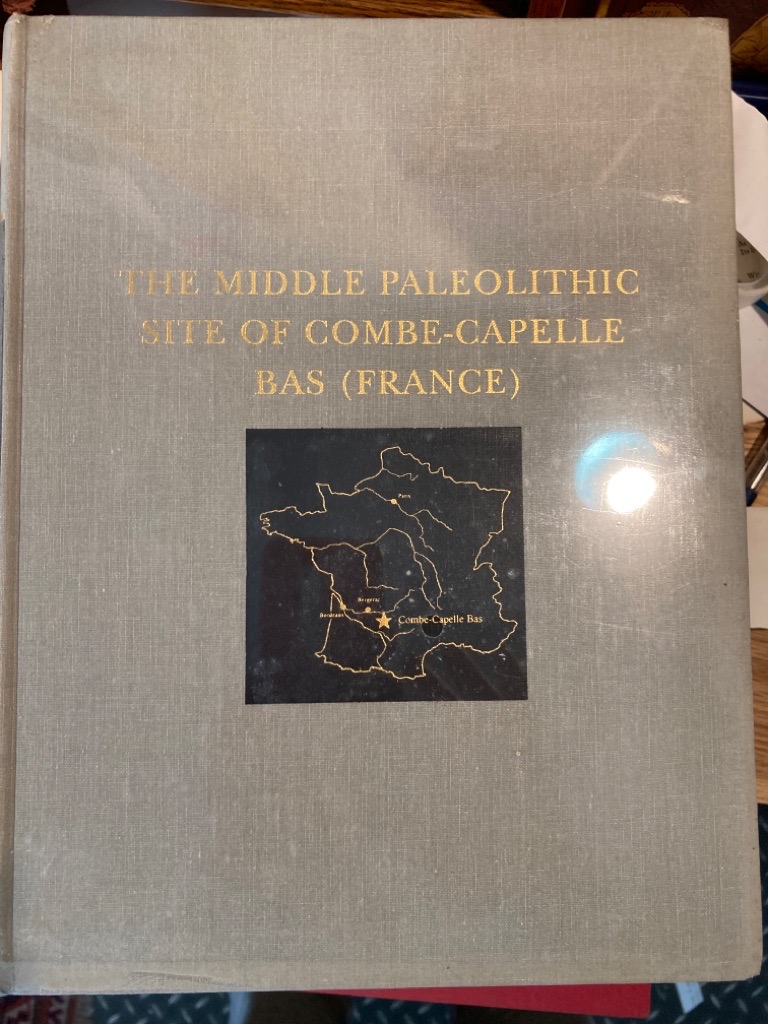 THE MIDDLE PALEOLITHIC
SITE OF COMBE-CAPELLE
BAS (FRANCE)
Paris
Bergerac
Bordeaux
Combe-Capelle Bas